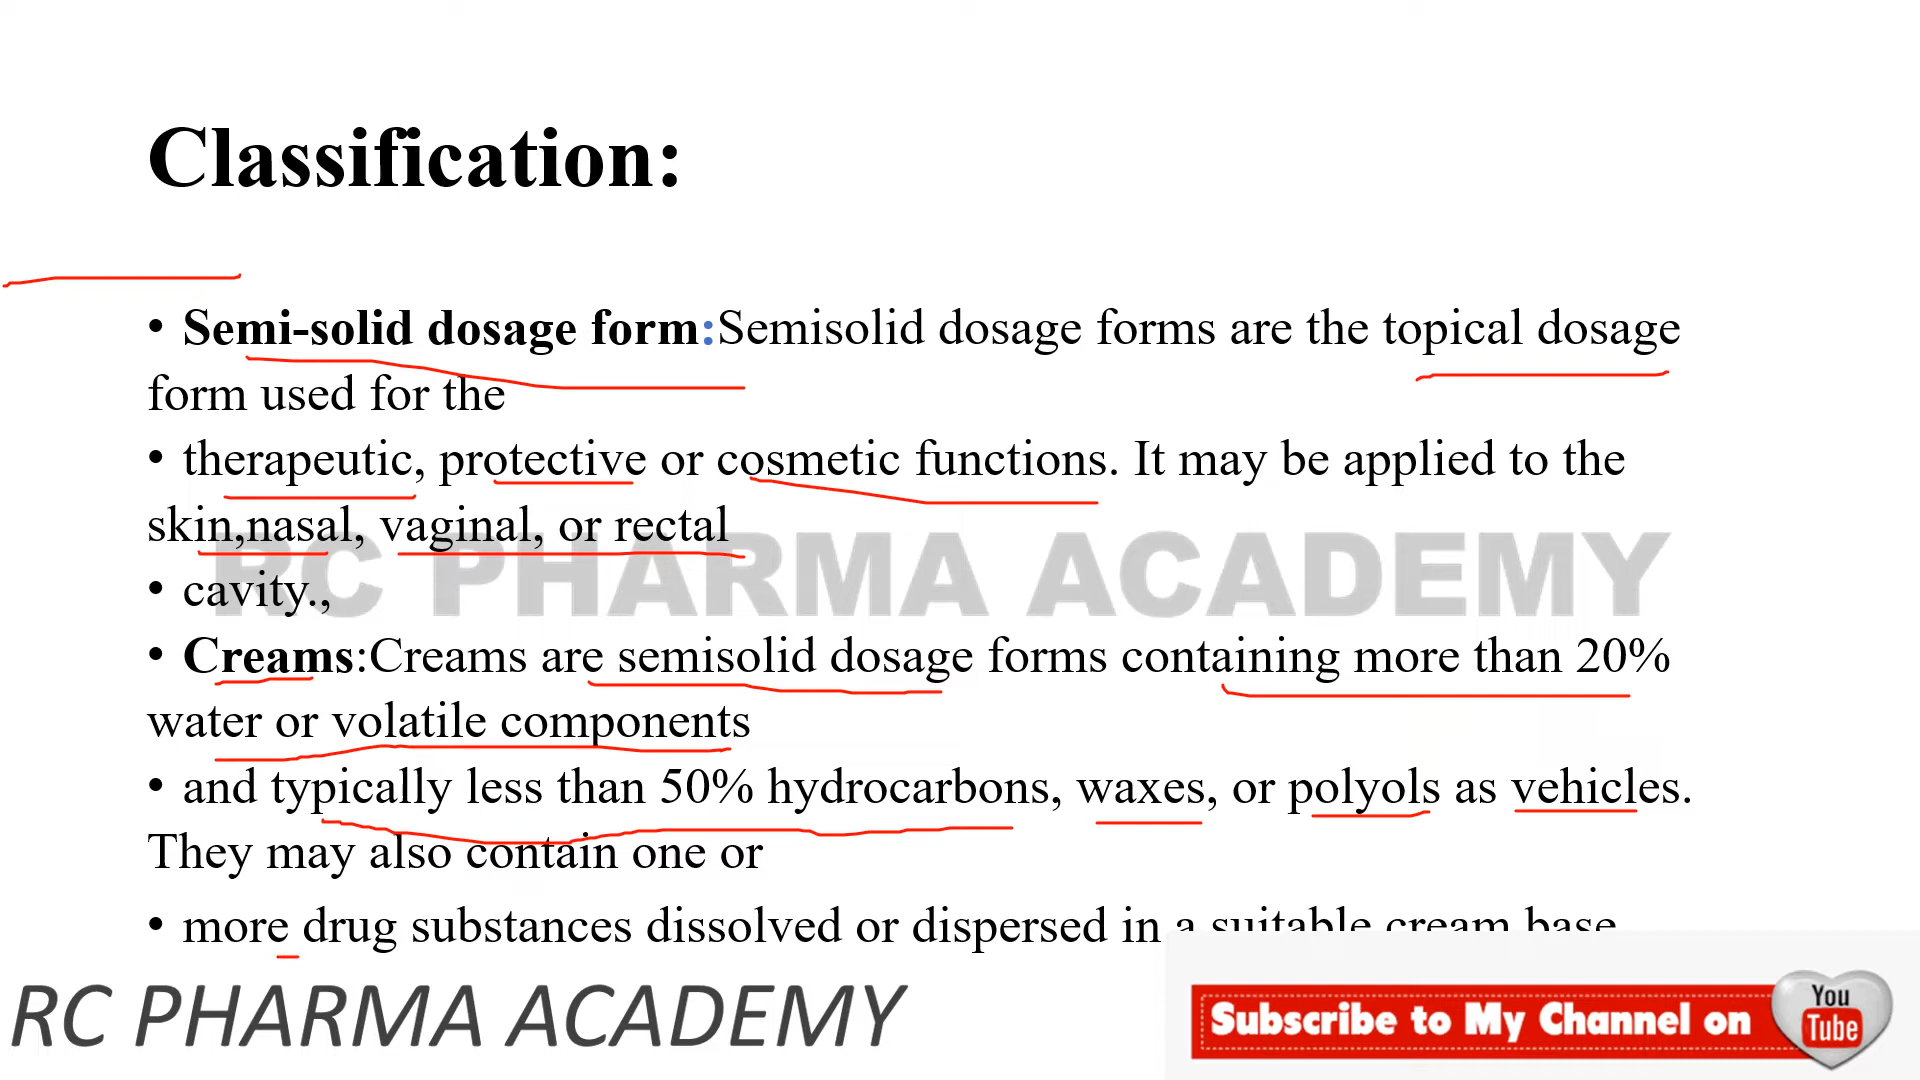 Classification:
• Semi-solid dosage form:Semisolid dosage forms are the topical dosage
form used for the
• therapeutic, protective or cosmetic functions. It may be applied to the
skin,nasal, vaginal, or rectal
RC PHARMA ACADEMY
• cavity.,
• Creams:Creams are semisolid dosage forms containing more than 20%
water or volatile components
• and typically less than 50% hydrocarbons, waxes, or polyols as vehicles.
They may also contain one or
• more drug substances dissolved or dispersed in a suitable cream base
RC PHARMA ACADEMY
Subscribe to My Channel on
You
Tube